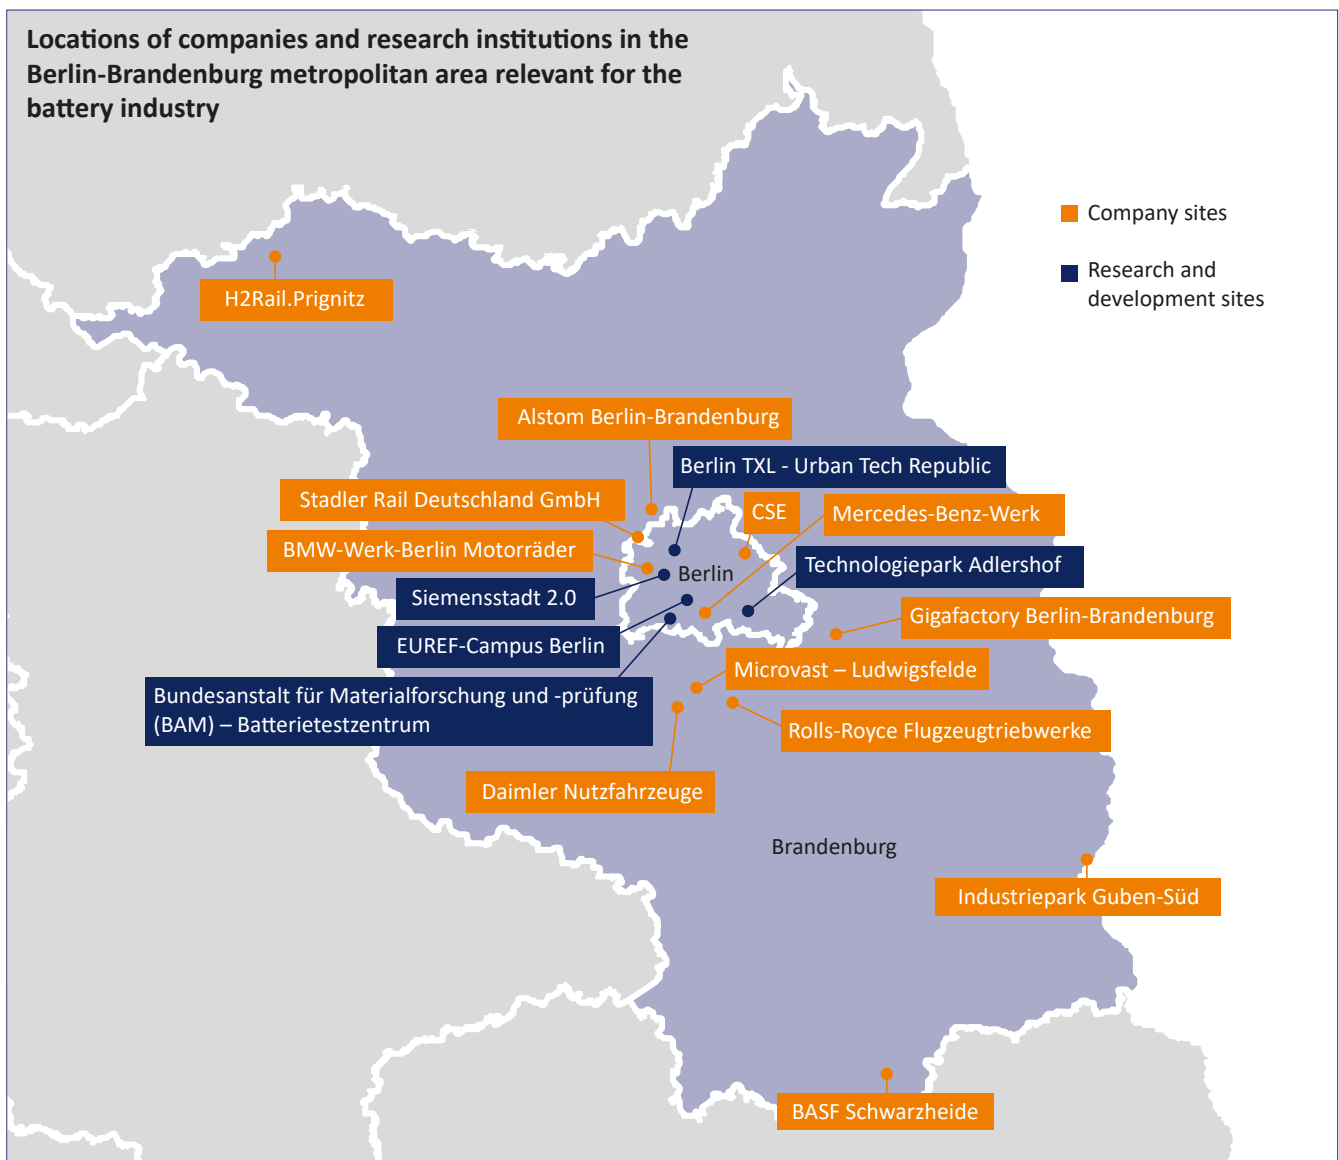 Locations of companies and research institutions in the
Berlin-Brandenburg metropolitan area relevant for the
battery industry
Company sites
Research and
development sites
H2Rail.Prignitz
Alstom Berlin-Brandenburg
Berlin TXL - Urban Tech Republic
Stadler Rail Deutschland GmbH
CSE
Mercedes-Benz-Werk
BMW-Werk-Berlin Motorräder
Technologiepark Adlershof
Berlin
Siemensstadt 2.0
Gigafactory Berlin-Brandenburg
EUREF-Campus Berlin
Microvast – Ludwigsfelde
Bundesanstalt für Materialforschung und -prüfung
(BAM) – Batterietestzentrum
Rolls-Royce Flugzeugtriebwerke
Daimler Nutzfahrzeuge
Brandenburg
Industriepark Guben-Süd
BASF Schwarzheide